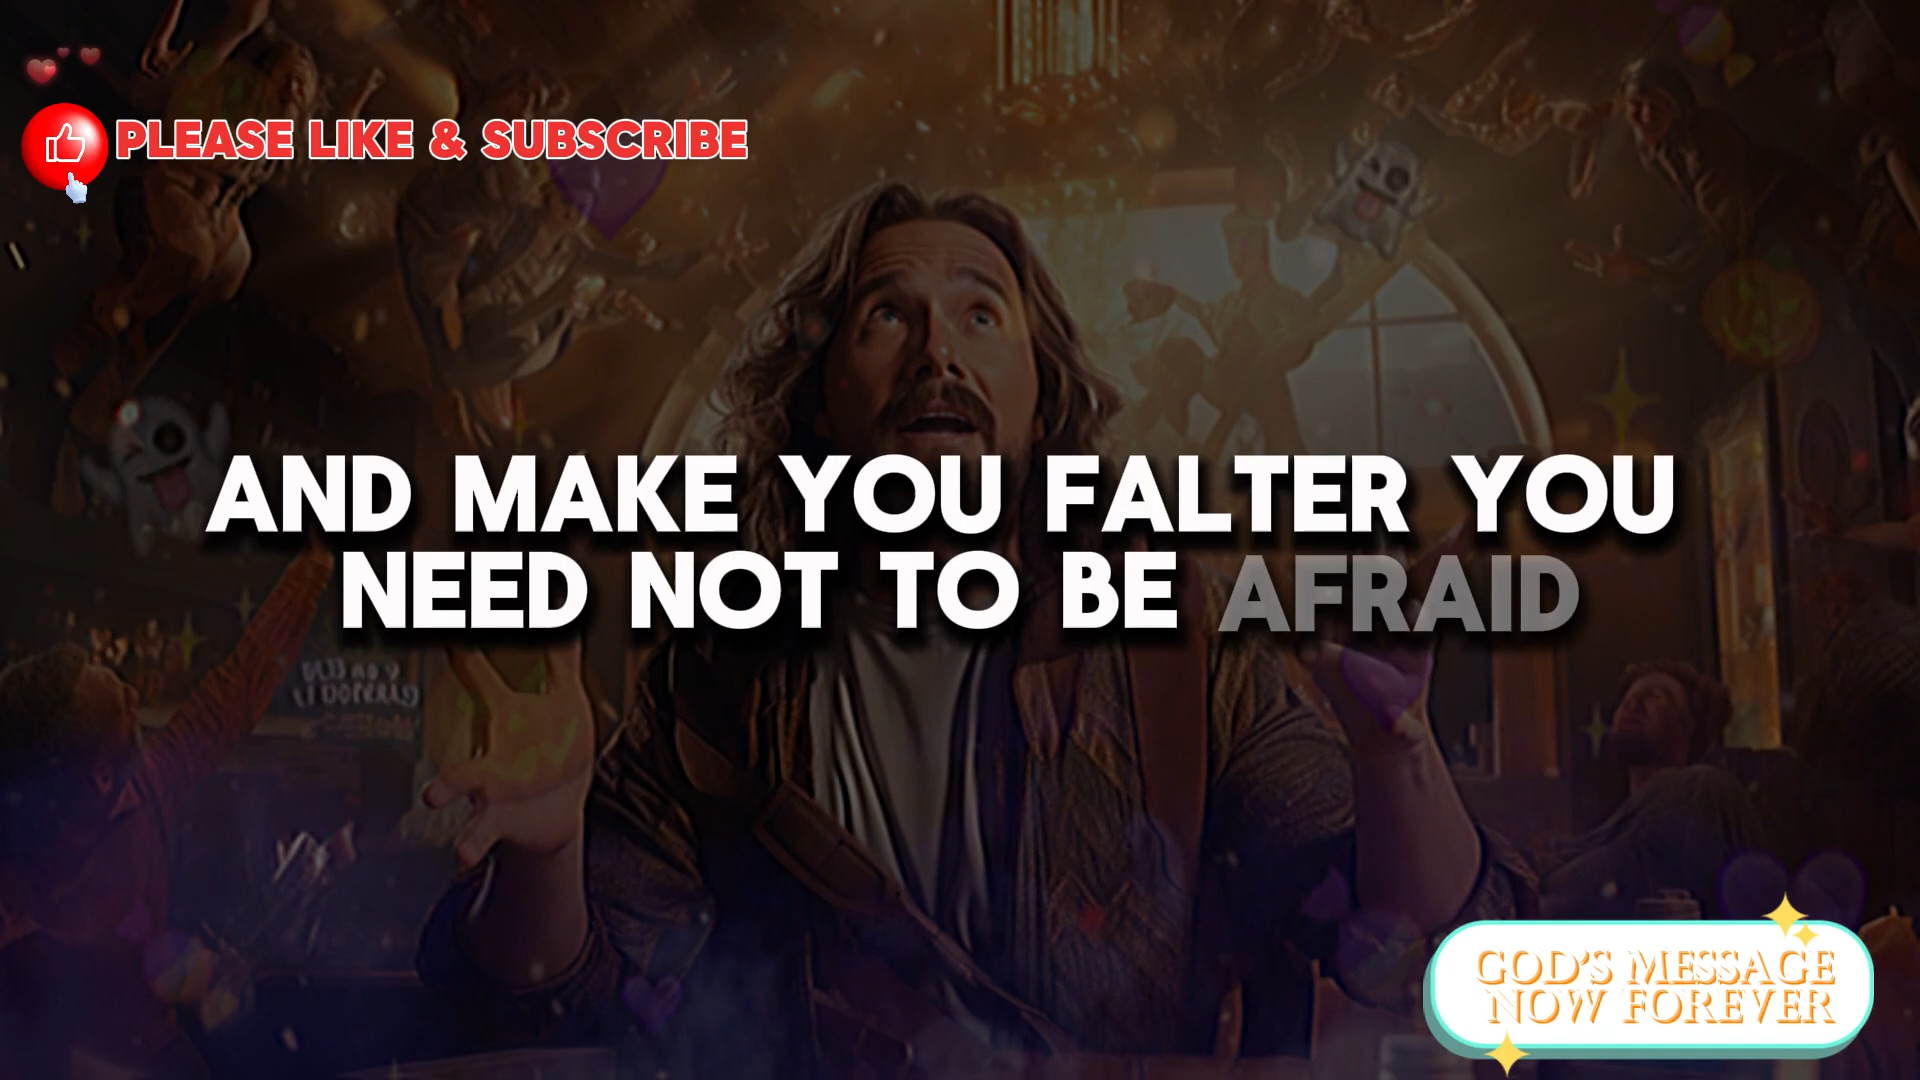 PLEASE LIKE & SUBSCRIBE
AND MAKE YOU FALTER YOU
NEED NOT TO BE AFRAID
GOD'S MESSAGE
NOW FOREVER